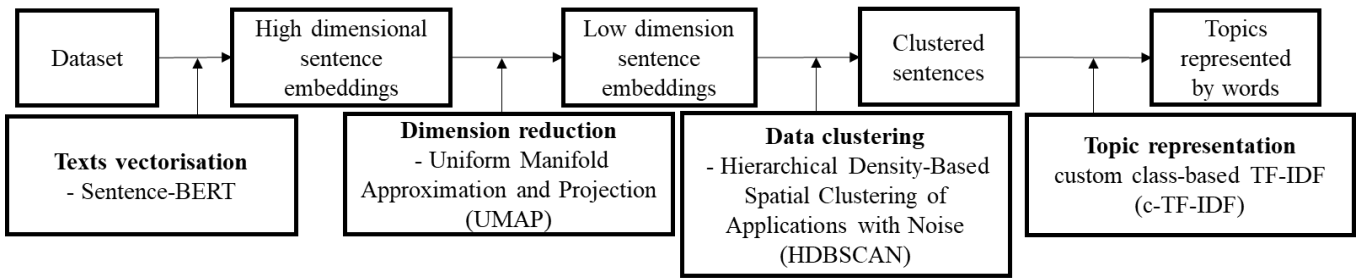 Dataset
High dimensional
sentence
embeddings
Low dimension
sentence
embeddings
Clustered
sentences
Topics
represented
by words
Texts vectorisation
- Sentence-BERT
Dimension reduction
- Uniform Manifold
Approximation and Projection
(UMAP)
Data clustering
- Hierarchical Density-Based
Spatial Clustering of
Applications with Noise
(HDBSCAN)
Topic representation
custom class-based TF-IDF
(c-TF-IDF)